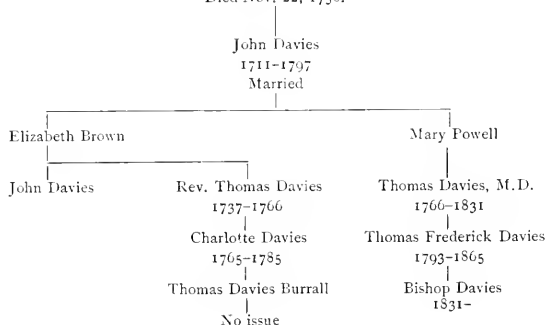 John Davies
1711-1797
Married
Elizabeth Brown
Mary Powell
John Davies
Rev. Thomas Davies
1737-1766
Thomas Davies, M.D.
1766-1831
Charlotte Davies
1765-1785
Thomas Frederick Davies
1793-1865
Thomas Davies Burrall
Bishop Davies
1831-
No issue